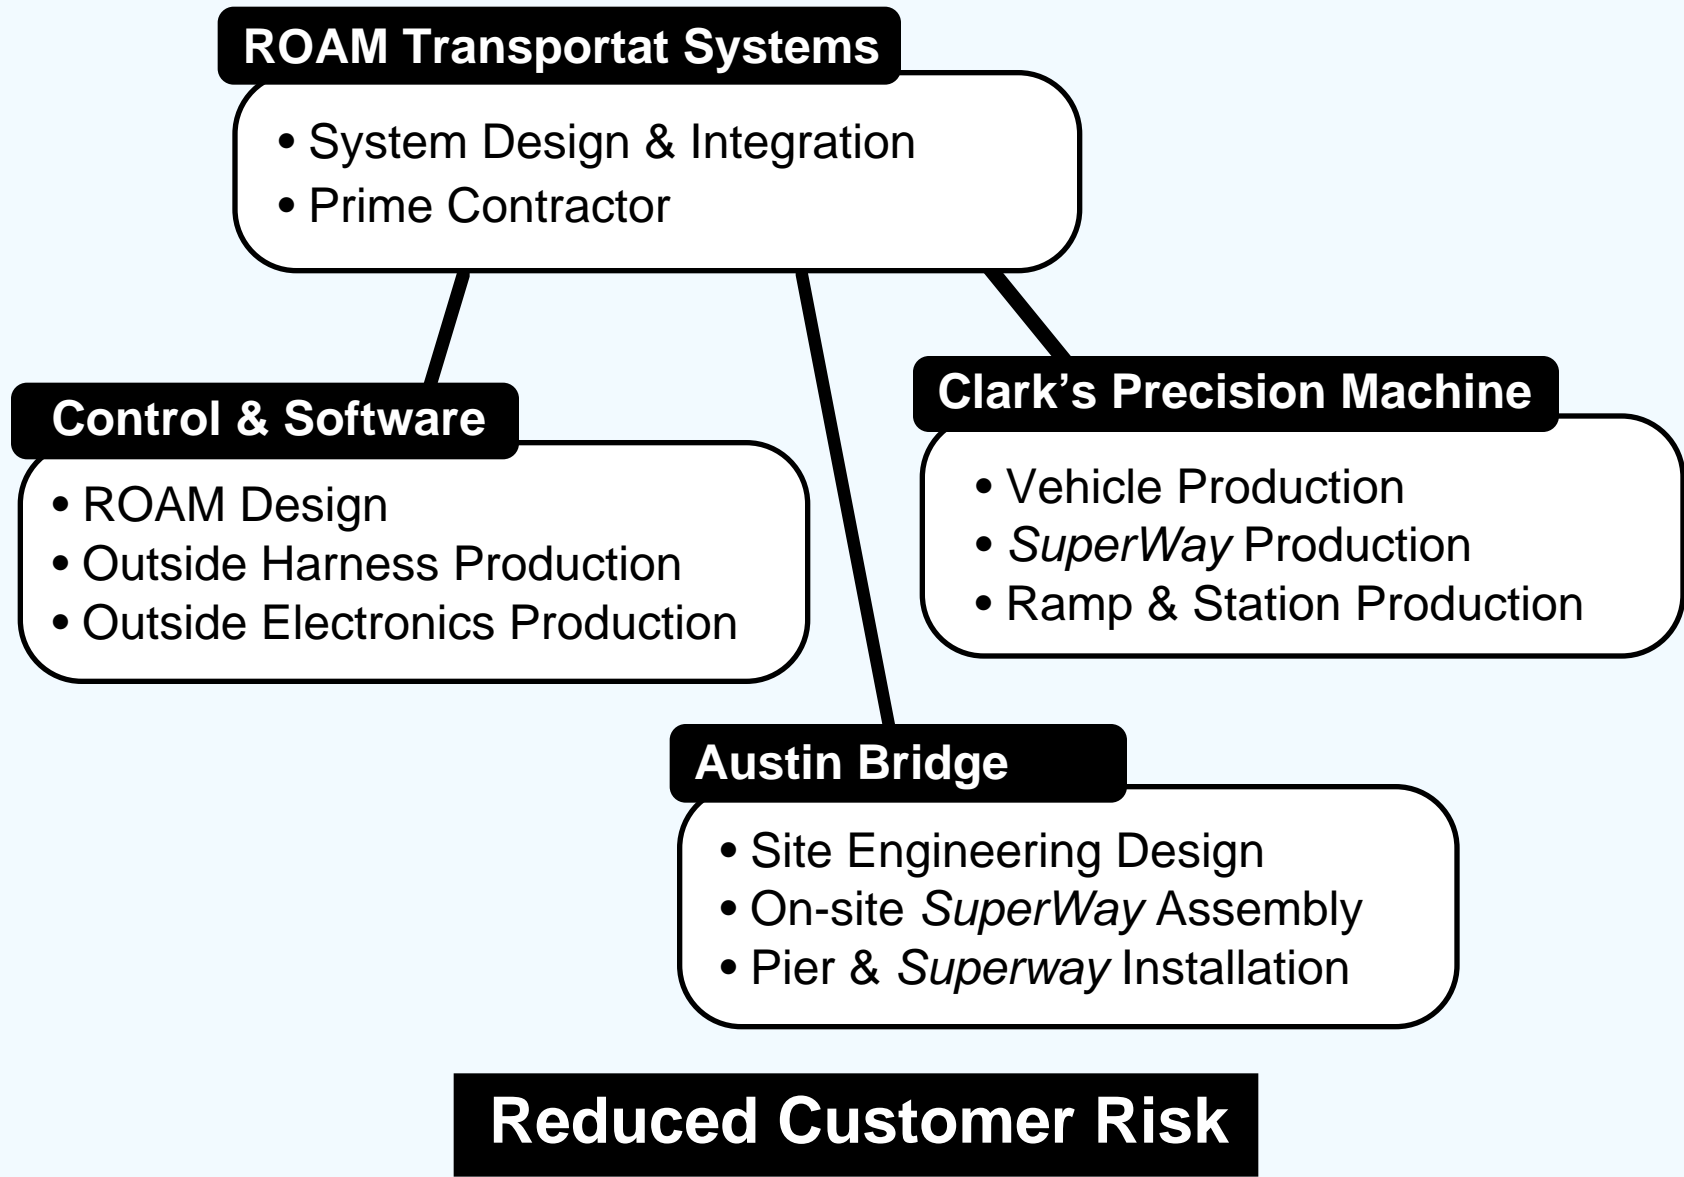 ROAM Transportat Systems
• System Design & Integration
• Prime Contractor
Control & Software
• ROAM Design
• Outside Harness Production
• Outside Electronics Production
Clark’s Precision Machine
• Vehicle Production
• SuperWay Production
• Ramp & Station Production
Austin Bridge
• Site Engineering Design
• On-site SuperWay Assembly
• Pier & Superway Installation
Reduced Customer Risk